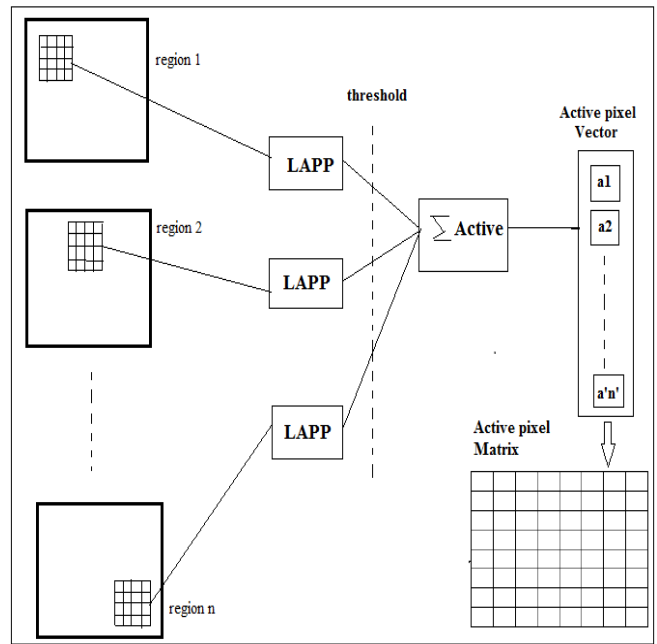 region 1
threshold
Active pixel
Vector
LAPP
a1
region 2
a2
∑ Active
LAPP
a'n'
LAPP
Active pixel
Matrix
region n